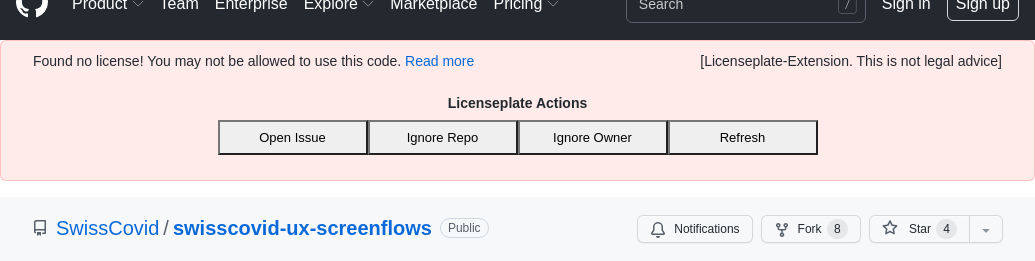 Product Team Enterprise Explore Marketplace Pricing Search / Sign in Sign up
Found no license! You may not be allowed to use this code. Read more [Licenseplate-Extension. This is not legal advice]
Licenseplate Actions
Open Issue Ignore Repo Ignore Owner Refresh
SwissCovid / swisscovid-ux-screenflows Public Notifications Fork 8 Star 4